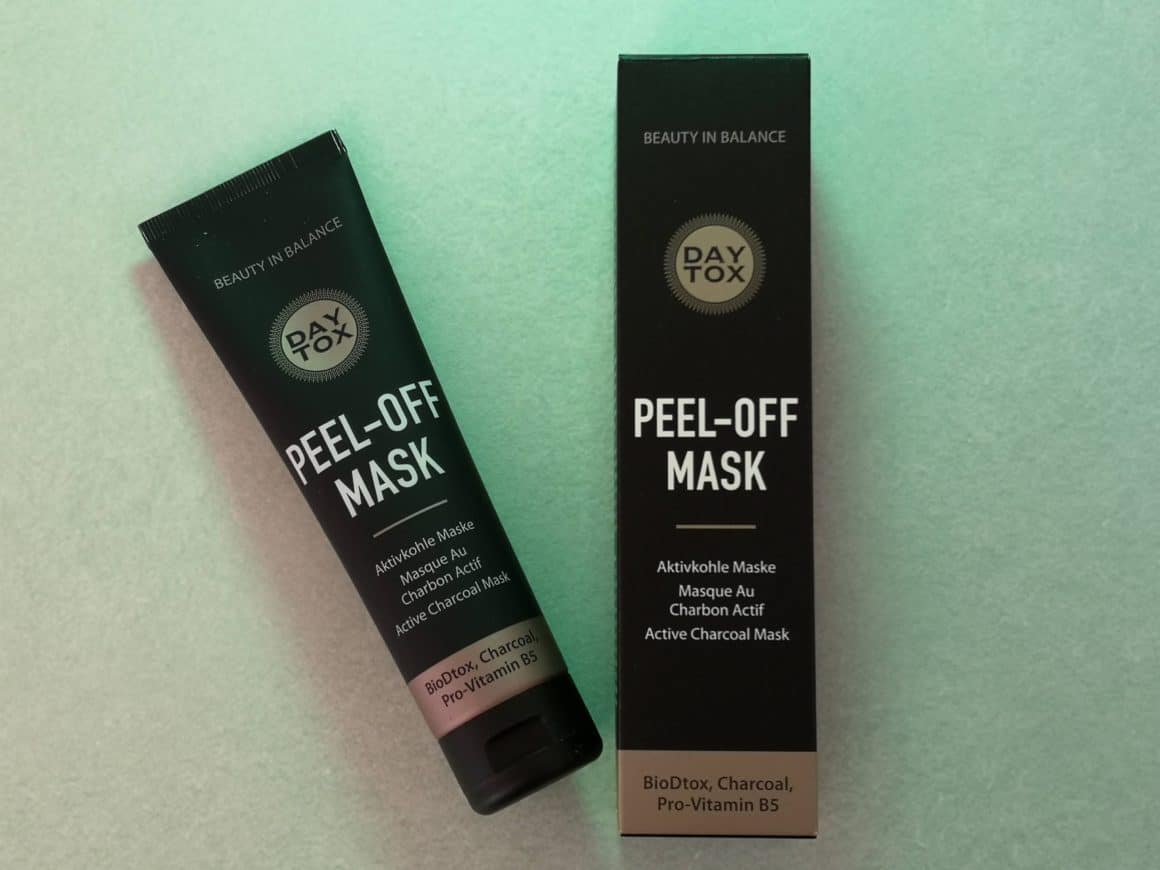 BEAUTY IN BALANCE
DAY
TOX
PEEL-OFF
MASK
Aktivkohle Maske
Masque Au
Charbon Actif
Active Charcoal Mask
BioDtox, Charcoal,
Pro-Vitamin B5
BEAUTY IN BALANCE
DAY
TOX
PEEL-OFF
MASK
Aktivkohle Maske
Masque Au
Charbon Actif
Active Charcoal Mask
BioDtox, Charcoal,
Pro-Vitamin B5